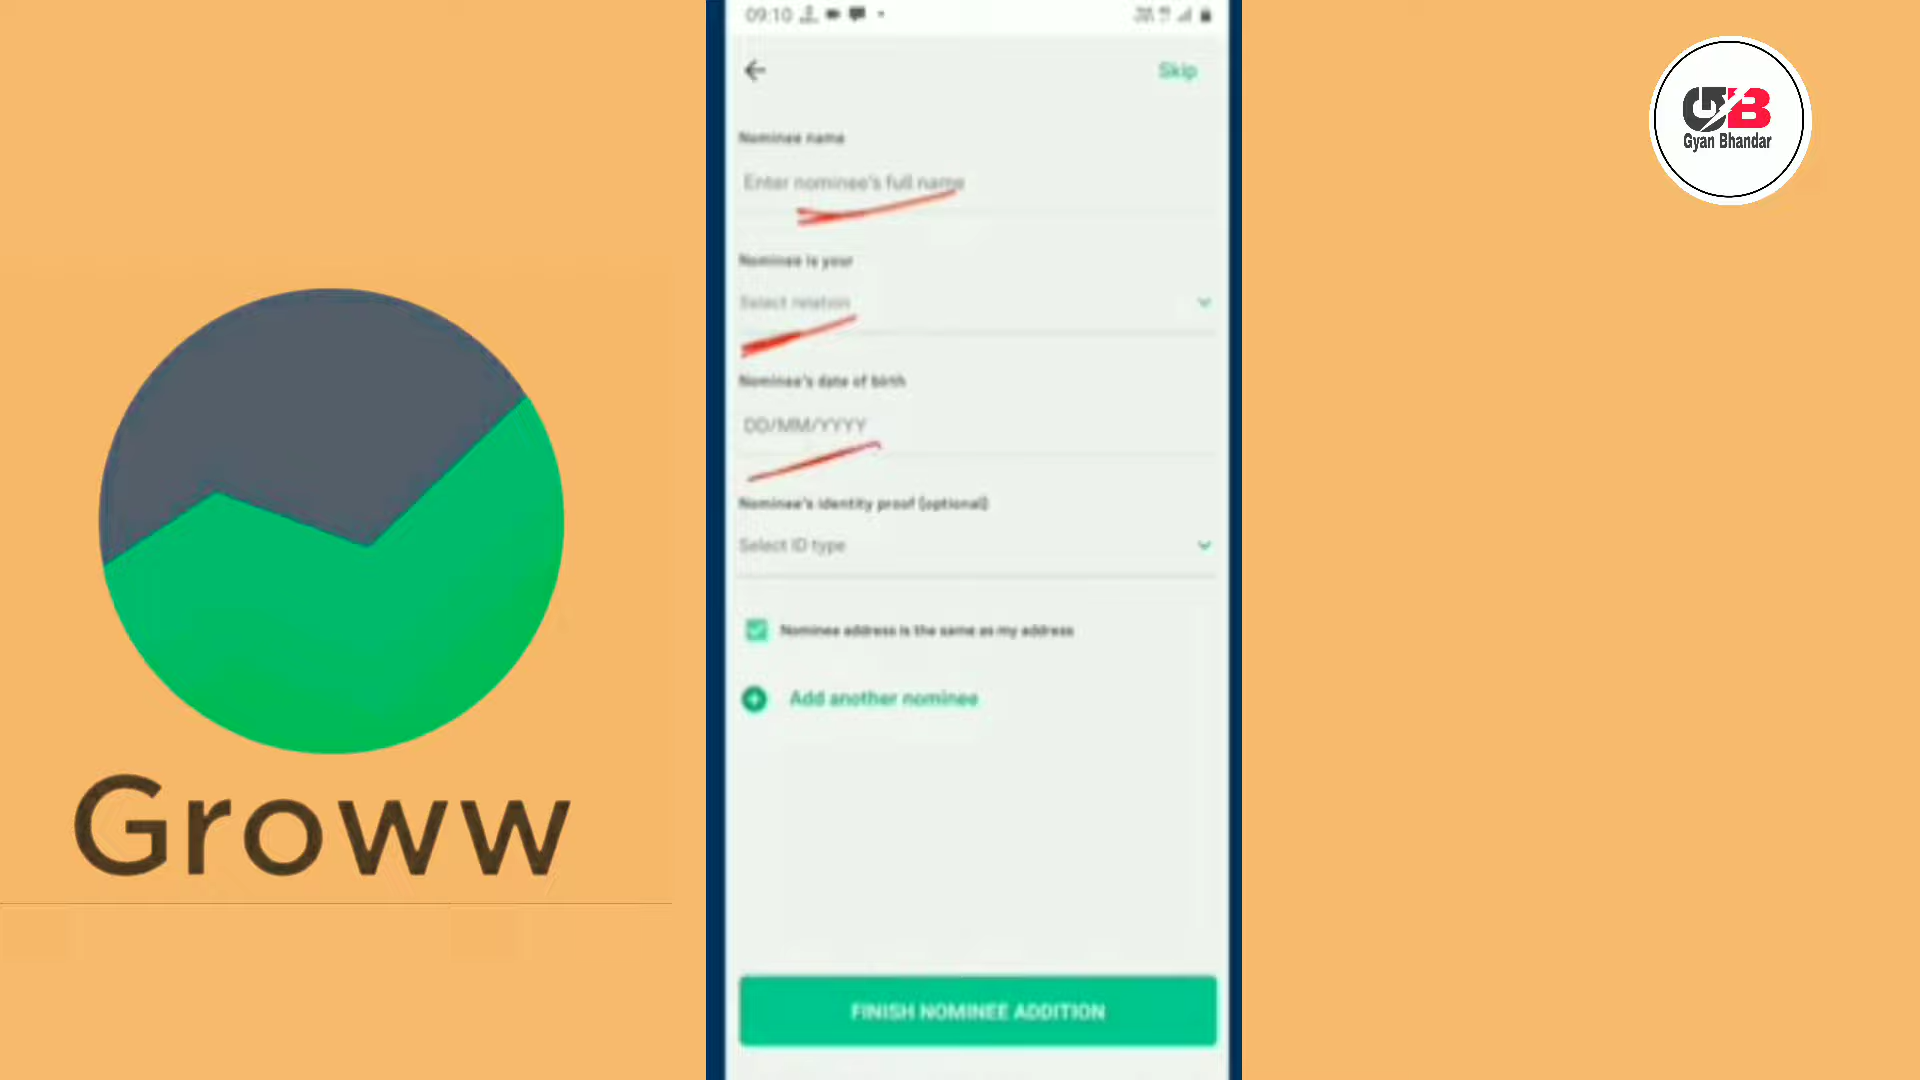 09:10
Skip
GB
Gyan Bhandar
Nominee name
Enter nominee's full name
Nominee is your
Select relation
Nominee's date of birth
DD/MM/YYYY
Nominee's identity proof (optional)
Select ID type
Nominee address is the same as my address
Add another nominee
Groww
FINISH NOMINEE ADDITION